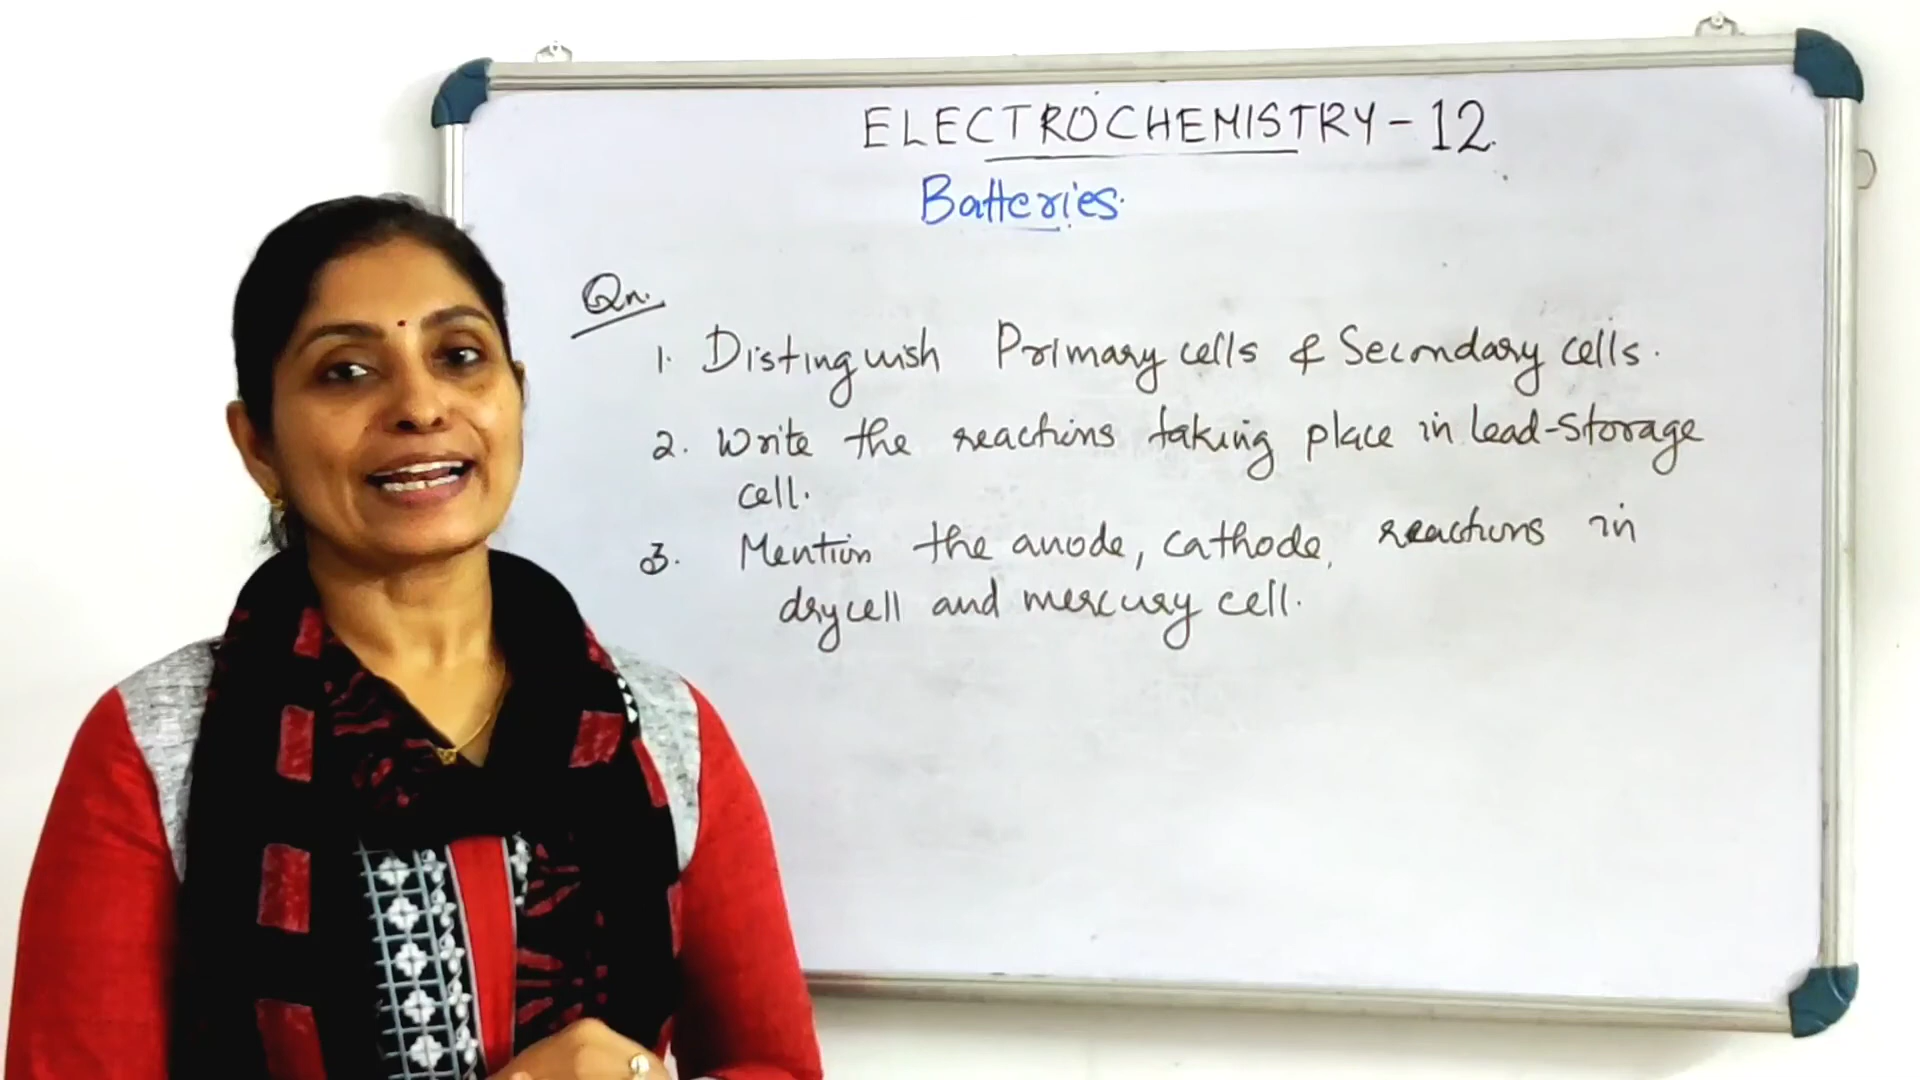 ELECTROCHEMISTRY - 12.
Batteries.
Qn.
1. Distinguish Primary cells & Secondary cells.
2. Write the reactions taking place in lead-storage
cell.
3. Mention the anode, cathode, reactions in
drycell and mercury cell.